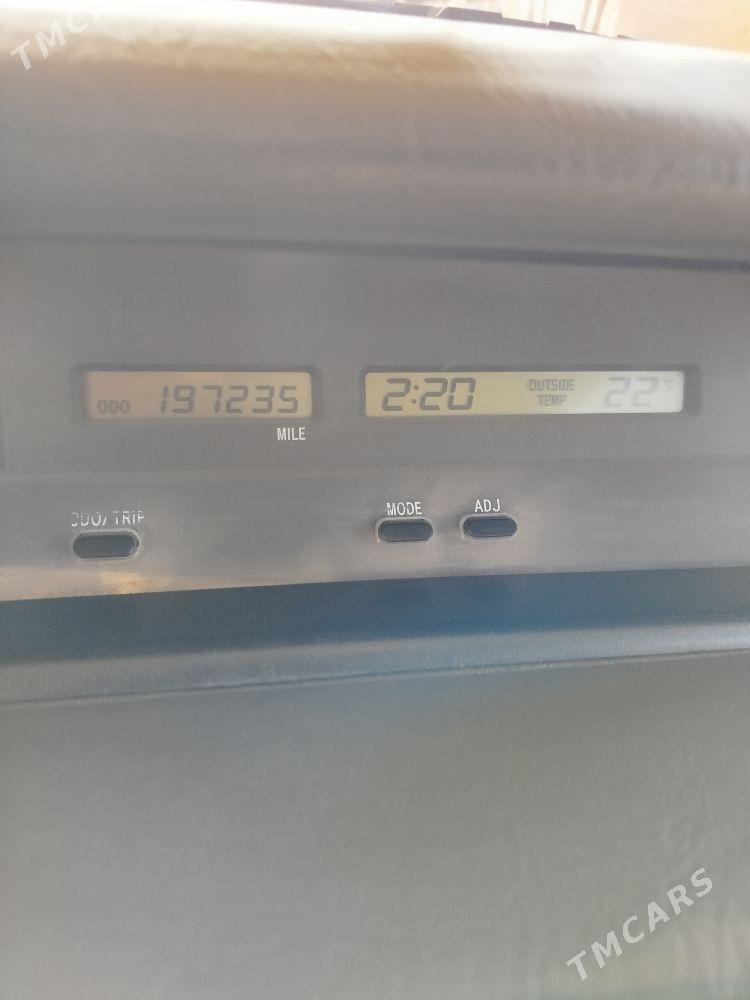 TMCARS
ODO 197235
MILE
2:20 OUTSIDE TEMP 22°C
ODO/TRIP
MODE
ADJ
TMCARS